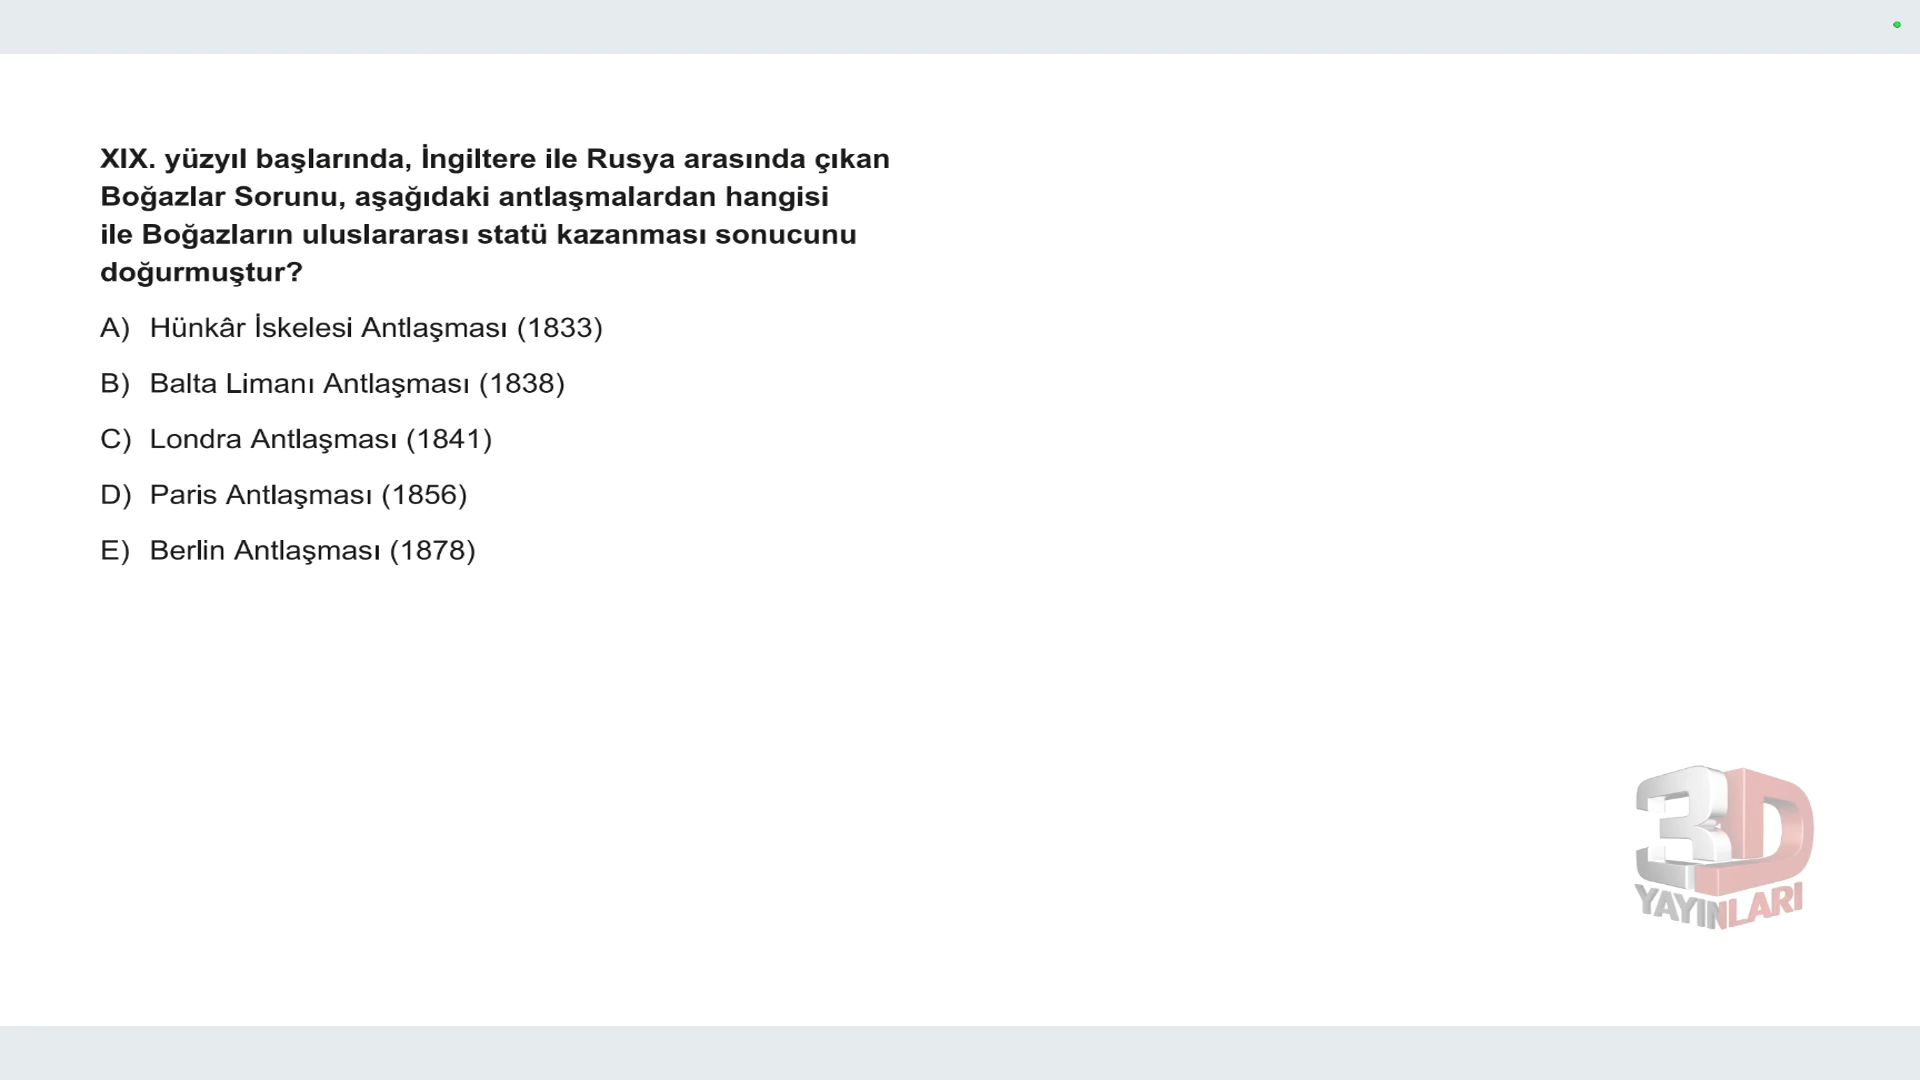 XIX. yüzyıl başlarında, İngiltere ile Rusya arasında çıkan
Boğazlar Sorunu, aşağıdaki antlaşmalardan hangisi
ile Boğazların uluslararası statü kazanması sonucunu
doğurmuştur?
A) Hünkâr İskelesi Antlaşması (1833)
B) Balta Limanı Antlaşması (1838)
C) Londra Antlaşması (1841)
D) Paris Antlaşması (1856)
E) Berlin Antlaşması (1878)
3D
YAYINLARI